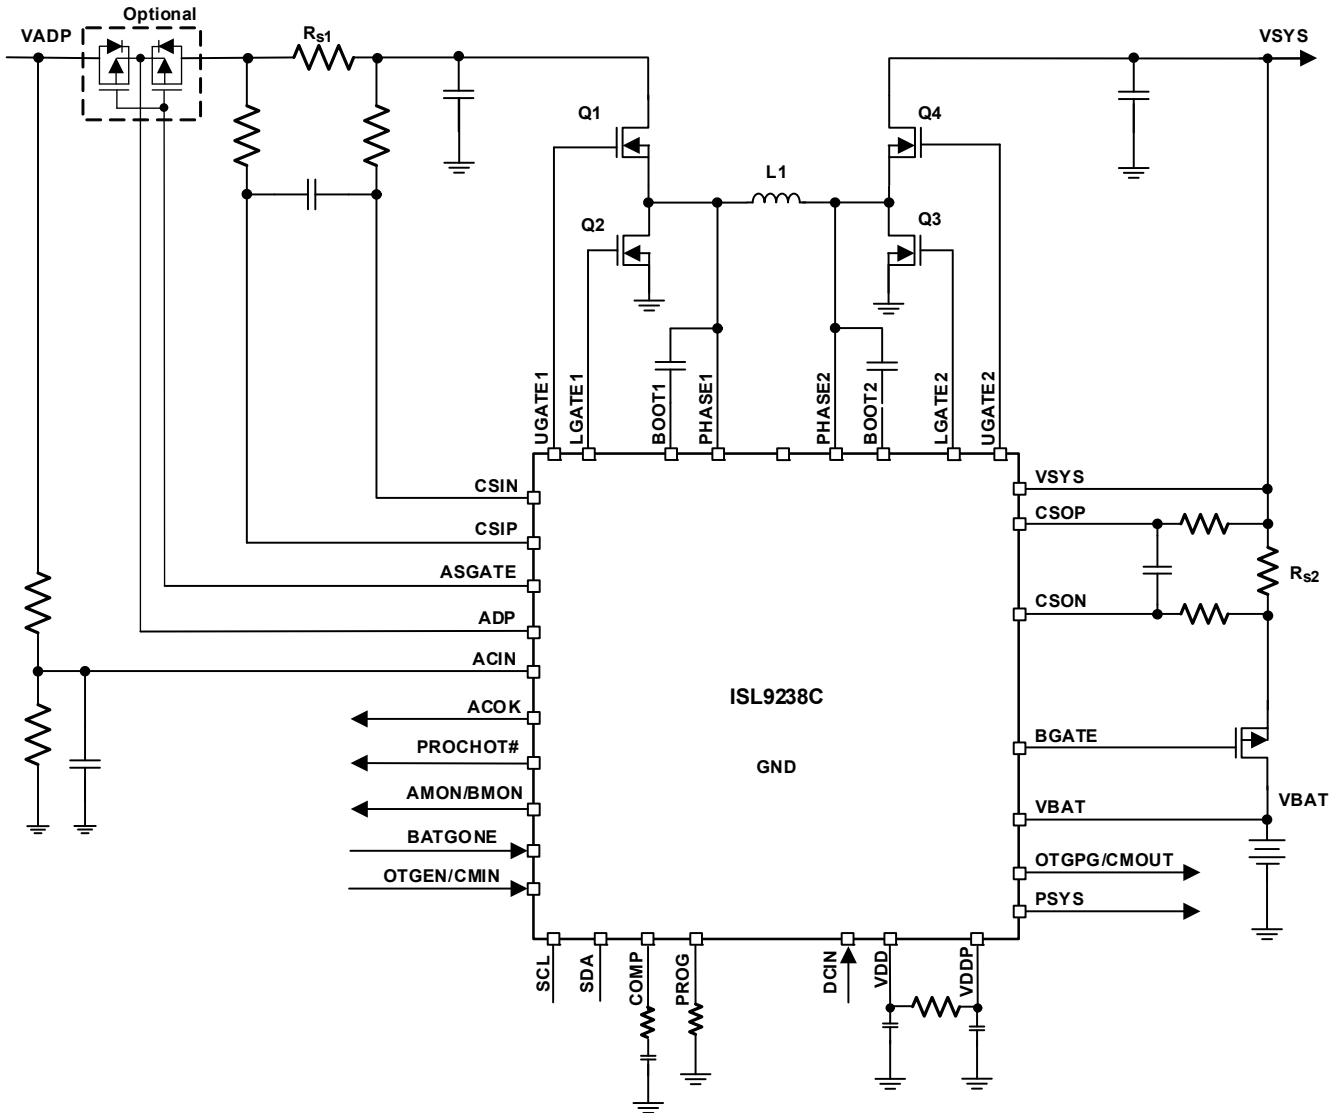 Optional
VADP
Rs1
VSYS
Q1
Q4
L1
Q2
Q3
UGATE1
LGATE1
BOOT1
PHASE1
PHASE2
BOOT2
LGATE2
UGATE2
CSIN
VSYS
CSIP
CSOP
ASGATE
Rs2
ADP
CSON
ACIN
ISL9238C
ACOK
PROCHOT#
BGATE
GND
AMON/BMON
VBAT
VBAT
BATGONE
OTGPG/CMOUT
OTGEN/CMIN
PSYS
SCL
SDA
COMP
PROG
DCIN
VDD
VDDP